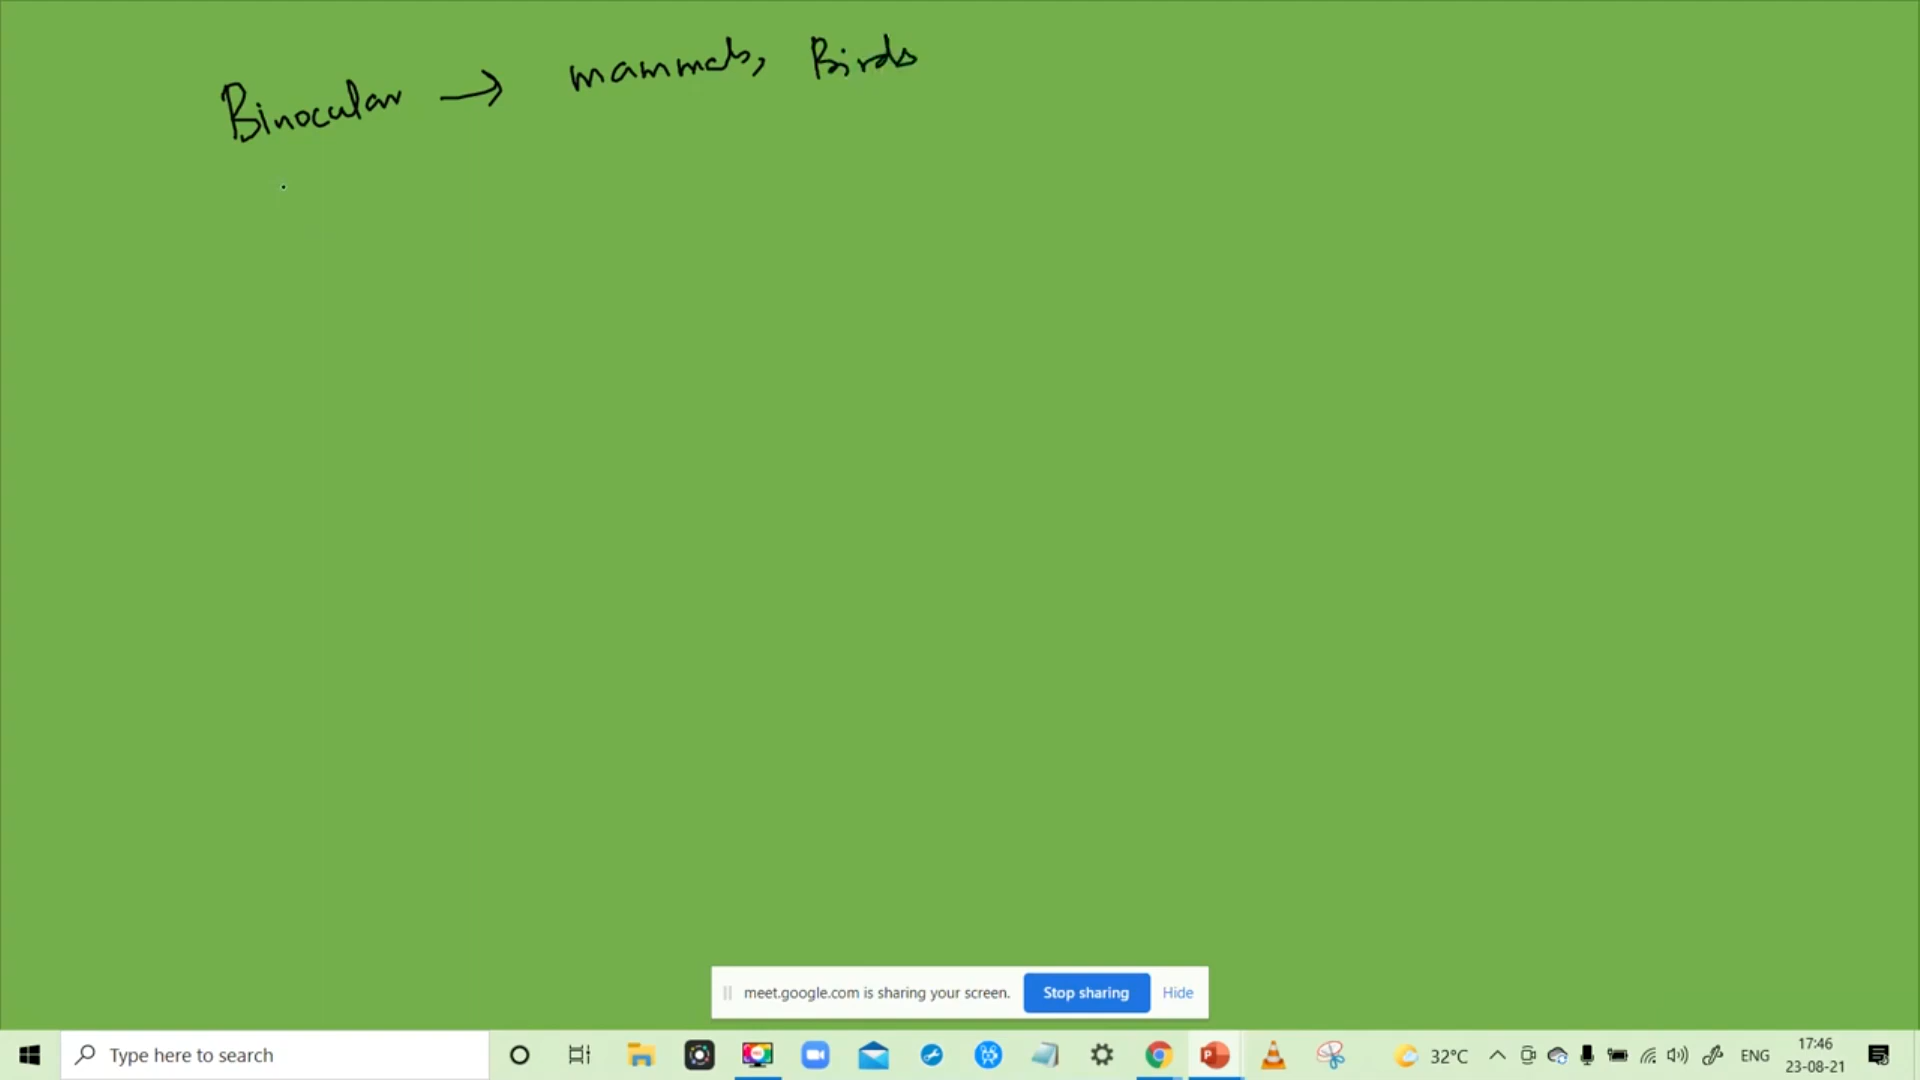 Binocular → mammals, Birds
meet.google.com is sharing your screen. Stop sharing Hide
Type here to search
32°C ENG 17:46
23-08-21